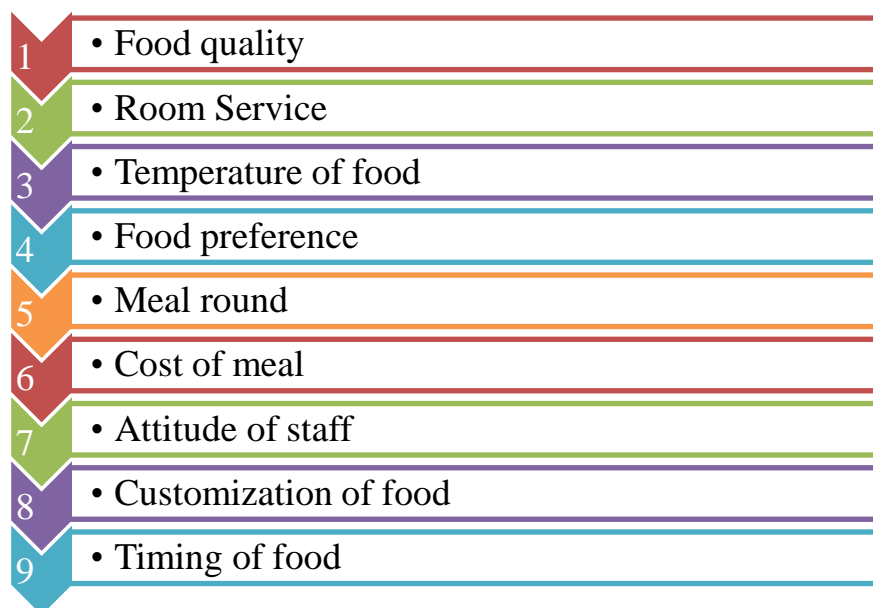 1 • Food quality
2 • Room Service
3 • Temperature of food
4 • Food preference
5 • Meal round
6 • Cost of meal
7 • Attitude of staff
8 • Customization of food
9 • Timing of food